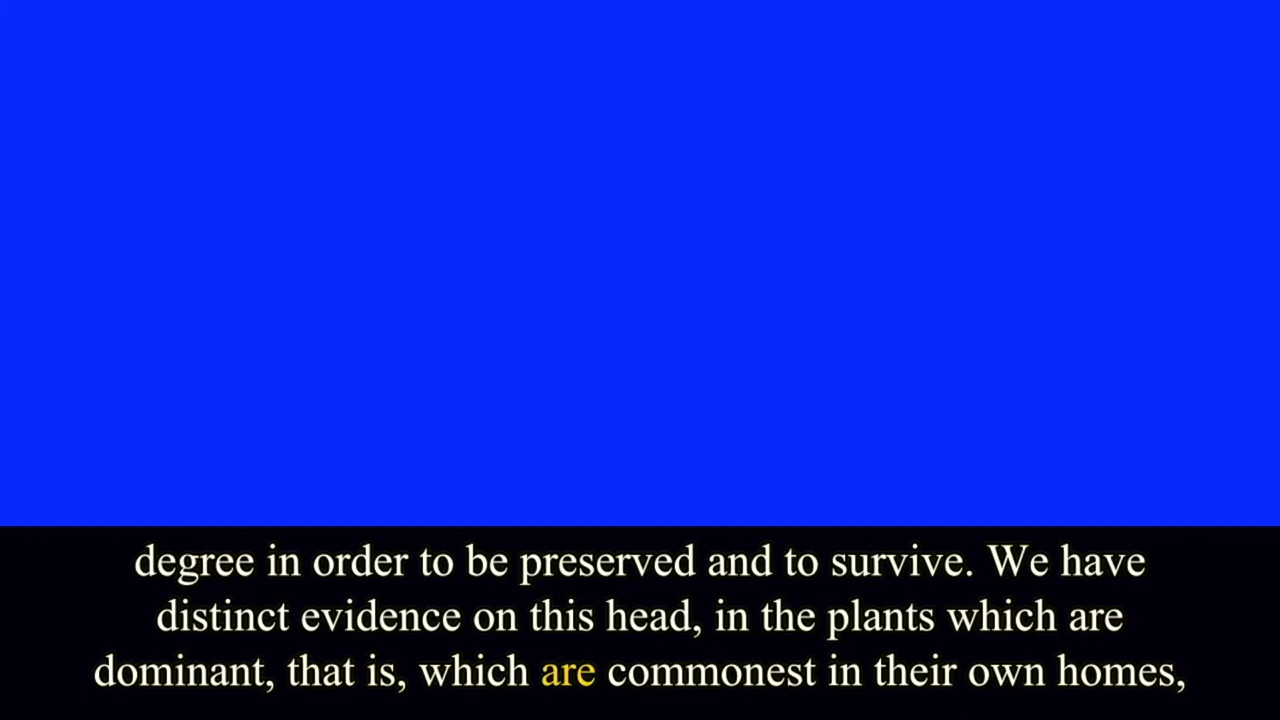 degree in order to be preserved and to survive. We have
distinct evidence on this head, in the plants which are
dominant, that is, which are commonest in their own homes,